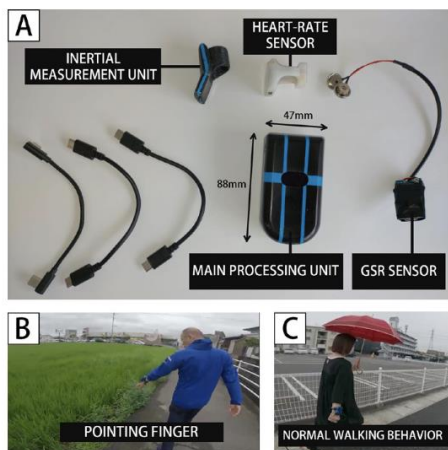 A
INERTIAL
MEASUREMENT UNIT
HEART-RATE
SENSOR
47mm
88mm
MAIN PROCESSING UNIT
GSR SENSOR
B
POINTING FINGER
C
NORMAL WALKING BEHAVIOR